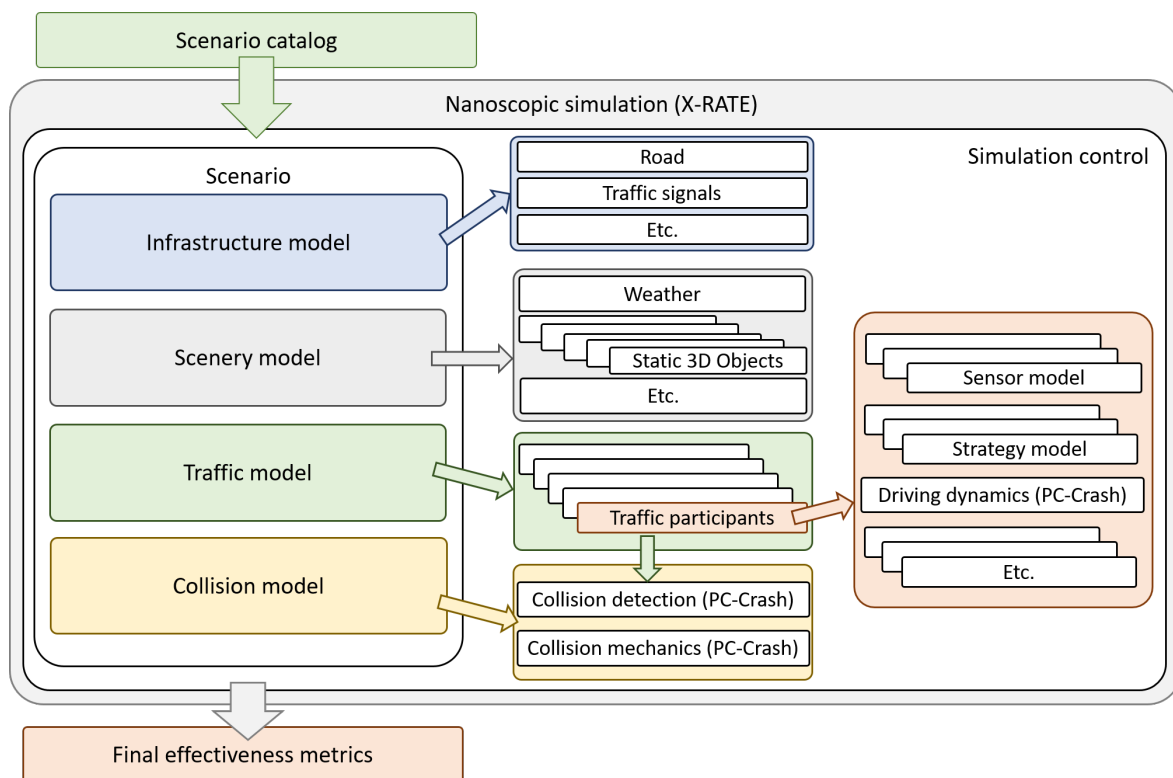 Scenario catalog
Nanoscopic simulation (X-RATE)
Simulation control
Scenario
Infrastructure model
Scenery model
Traffic model
Collision model
Road
Traffic signals
Etc.
Weather
Static 3D Objects
Etc.
Traffic participants
Collision detection (PC-Crash)
Collision mechanics (PC-Crash)
Sensor model
Strategy model
Driving dynamics (PC-Crash)
Etc.
Final effectiveness metrics